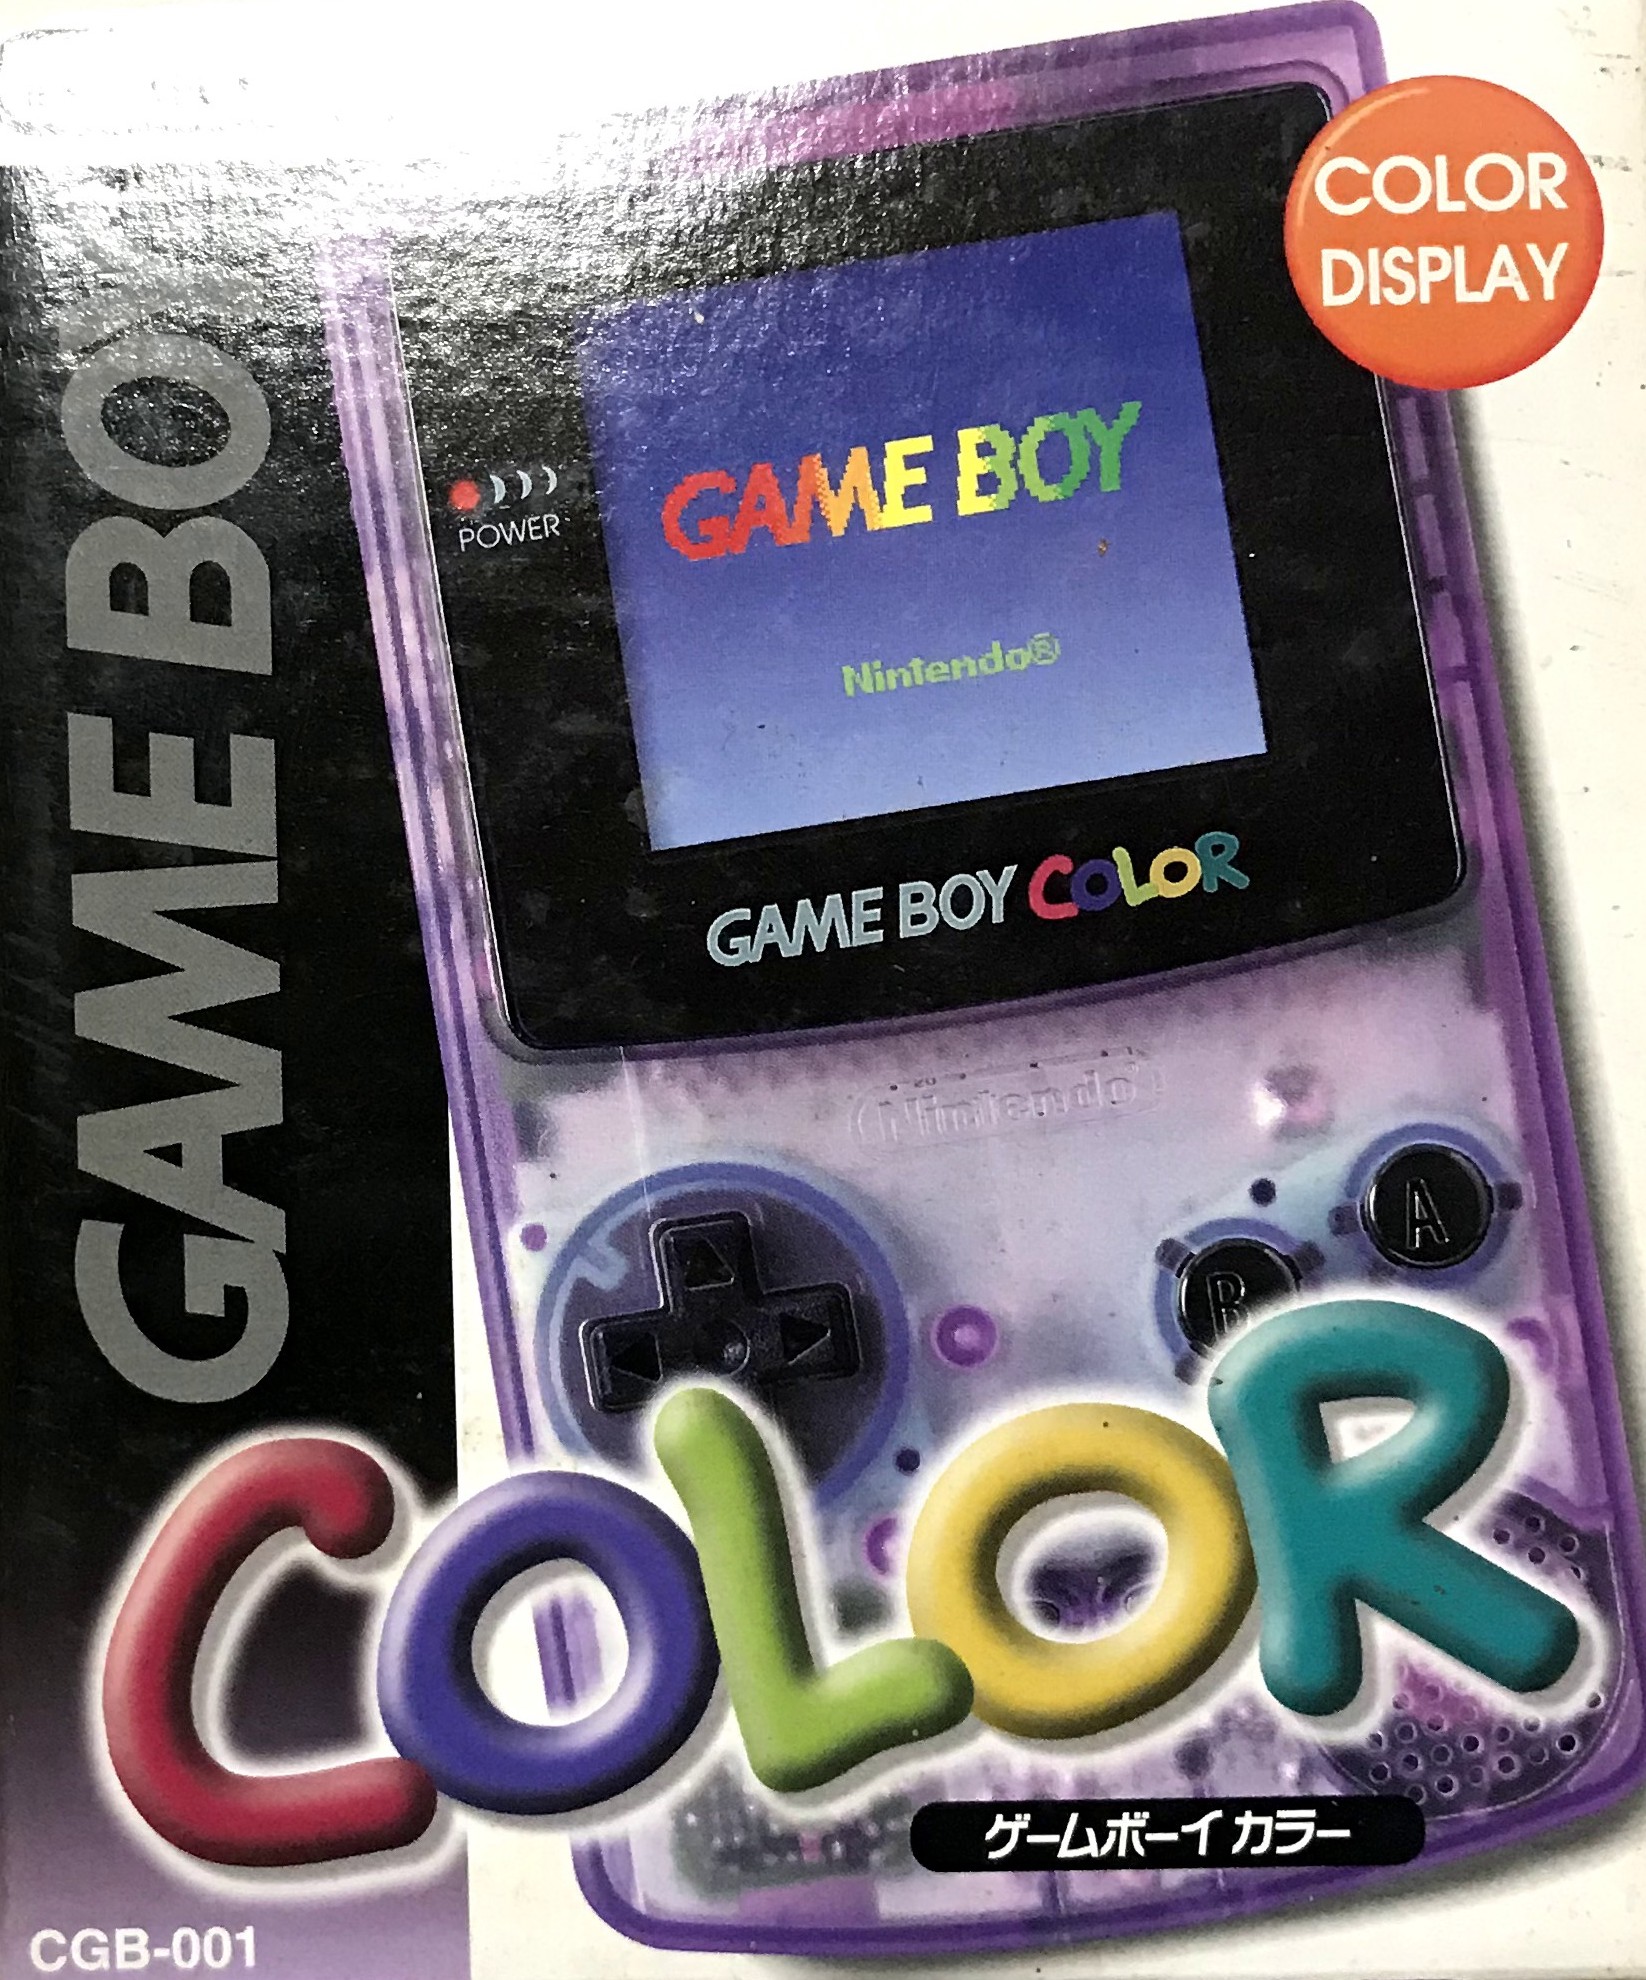 GAME BOY
COLOR
COLOR
DISPLAY
POWER
GAME BOY
Nintendo®
GAME BOY COLOR
Nintendo
A
B
ゲームボーイ カラー
CGB-001